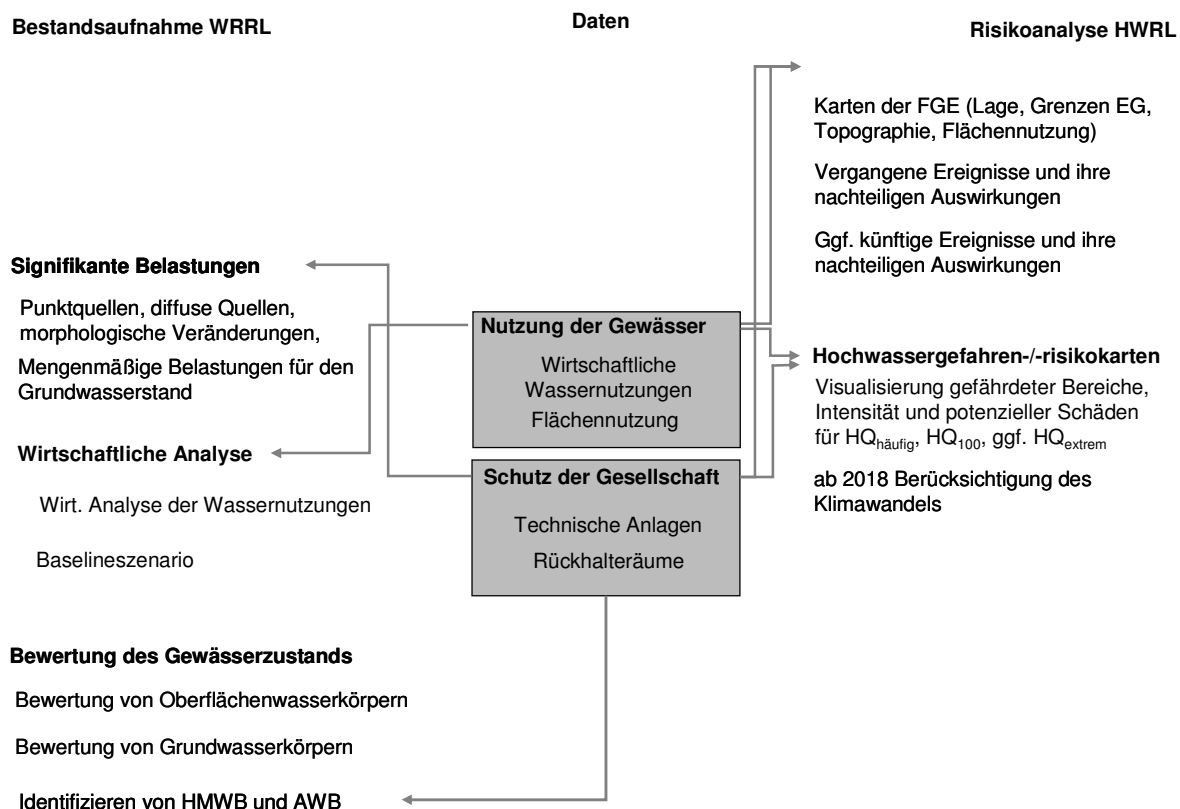 Bestandsaufnahme WRRL
Daten
Risikoanalyse HWRL
Karten der FGE (Lage, Grenzen EG,
Topographie, Flächennutzung)
Vergangene Ereignisse und ihre
nachteiligen Auswirkungen
Ggf. künftige Ereignisse und ihre
nachteiligen Auswirkungen
Signifikante Belastungen
Punktquellen, diffuse Quellen,
morphologische Veränderungen,
Mengenmäßige Belastungen für den
Grundwasserstand
Wirtschaftliche Analyse
Wirt. Analyse der Wassernutzungen
Baselineszenario
Nutzung der Gewässer
Wirtschaftliche
Wassernutzungen
Flächennutzung
Schutz der Gesellschaft
Technische Anlagen
Rückhalteräume
Hochwassergefahren-/-risikokarten
Visualisierung gefährdeter Bereiche,
Intensität und potenzieller Schäden
für HQhäufig, HQ100, ggf. HQextrem
ab 2018 Berücksichtigung des
Klimawandels
Bewertung des Gewässerzustands
Bewertung von Oberflächenwasserkörpern
Bewertung von Grundwasserkörpern
Identifizieren von HMWB und AWB